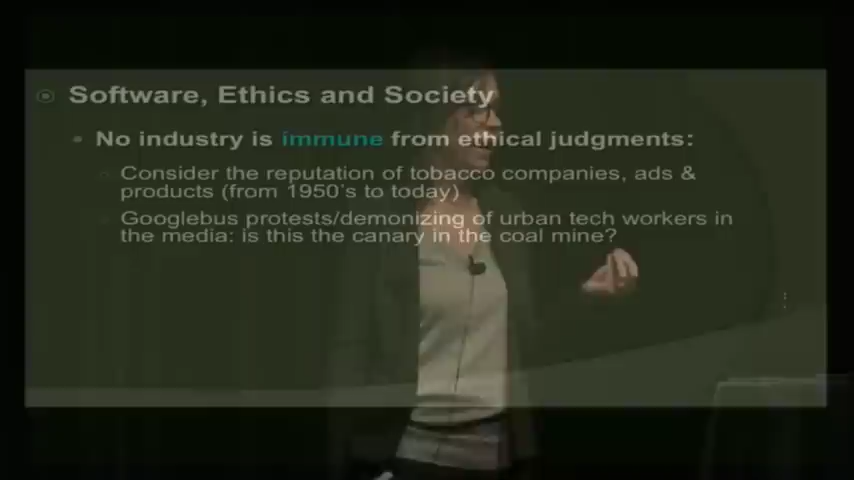 Software, Ethics and Society
No industry is immune from ethical judgments:
Consider the reputation of tobacco companies, ads &
products (from 1950's to today)
Googlebus protests/demonizing of urban tech workers in
the media: is this the canary in the coal mine?